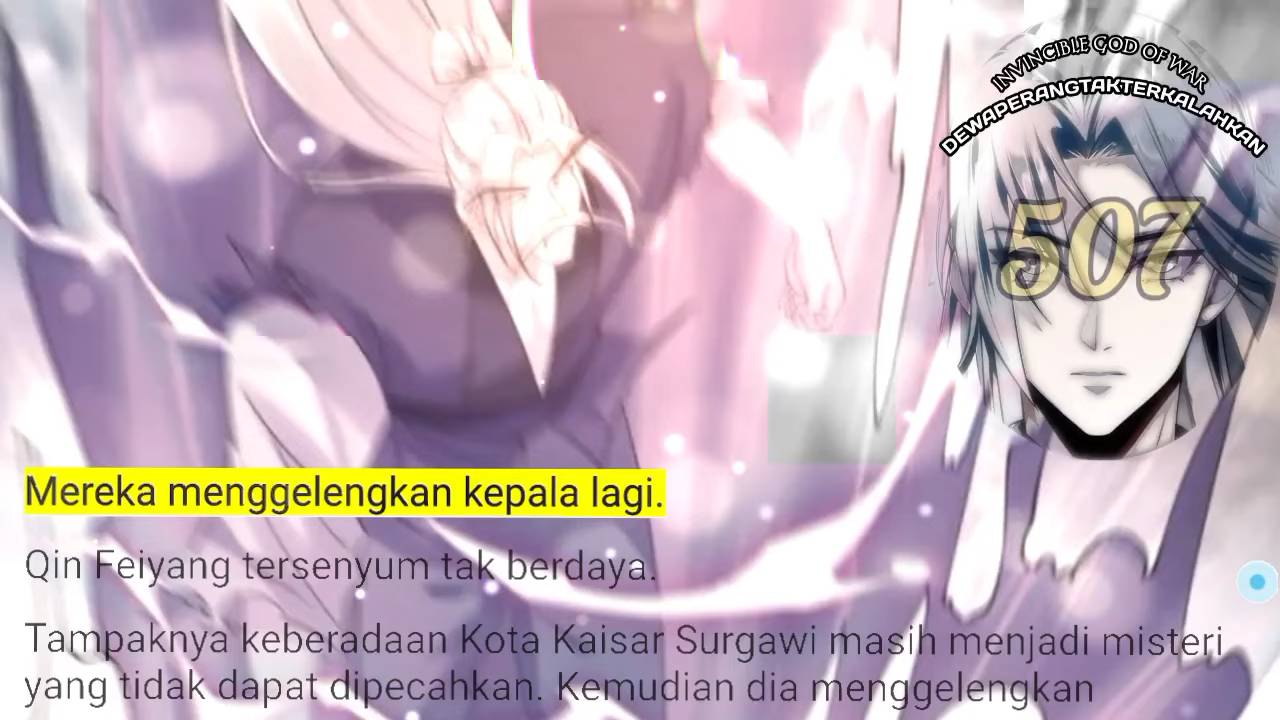 INVINCIBLE GOD OF WAR
DEWAPERANGTAKTERKALAHKAN
507
Mereka menggelengkan kepala lagi.
Qin Feiyang tersenyum tak berdaya.
Tampaknya keberadaan Kota Kaisar Surgawi masih menjadi misteri
yang tidak dapat dipecahkan. Kemudian dia menggelengkan